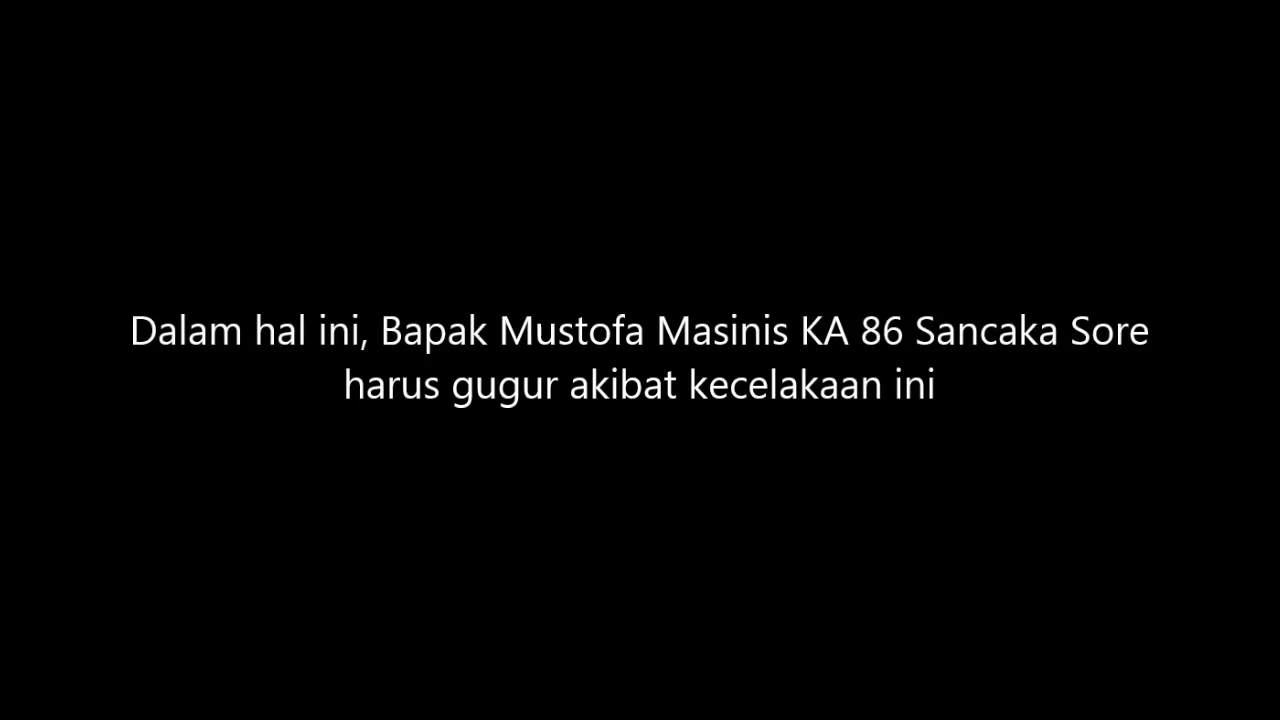 Dalam hal ini, Bapak Mustofa Masinis KA 86 Sancaka Sore
harus gugur akibat kecelakaan ini